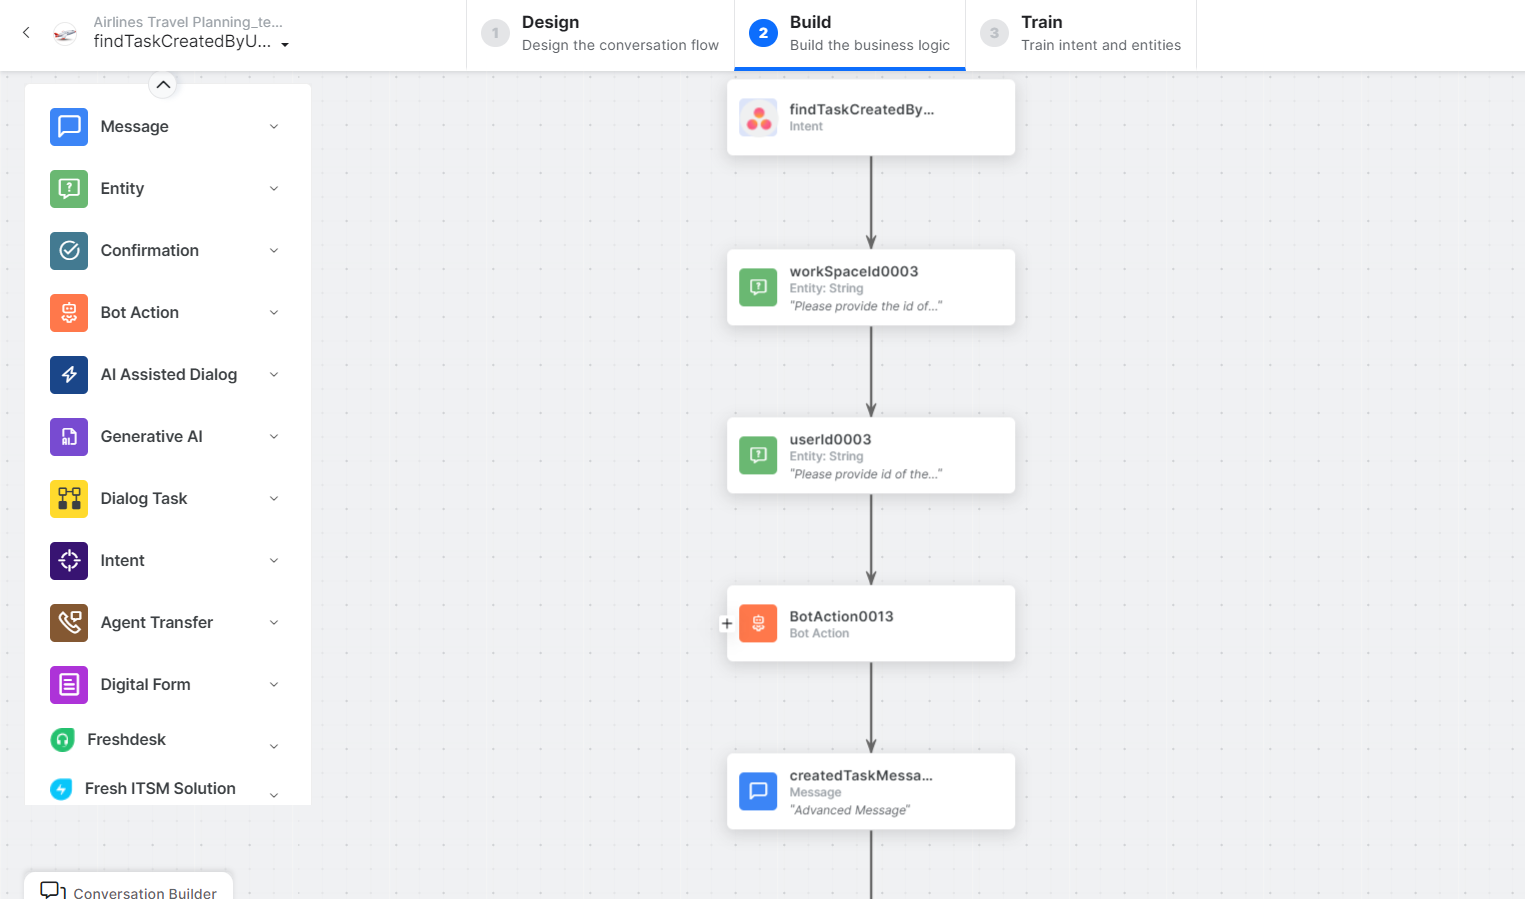 Airlines Travel Planning_te...
findTaskCreatedByU...
1
Design
Design the conversation flow
2
Build
Build the business logic
3
Train
Train intent and entities
Message
Entity
Confirmation
Bot Action
AI Assisted Dialog
Generative AI
Dialog Task
Intent
Agent Transfer
Digital Form
Freshdesk
Fresh ITSM Solution
Conversation Builder
findTaskCreatedBy...
Intent
workSpaceId0003
Entity: String
"Please provide the id of..."
userId0003
Entity: String
"Please provide id of the..."
BotAction0013
Bot Action
createdTaskMessa...
Message
"Advanced Message"